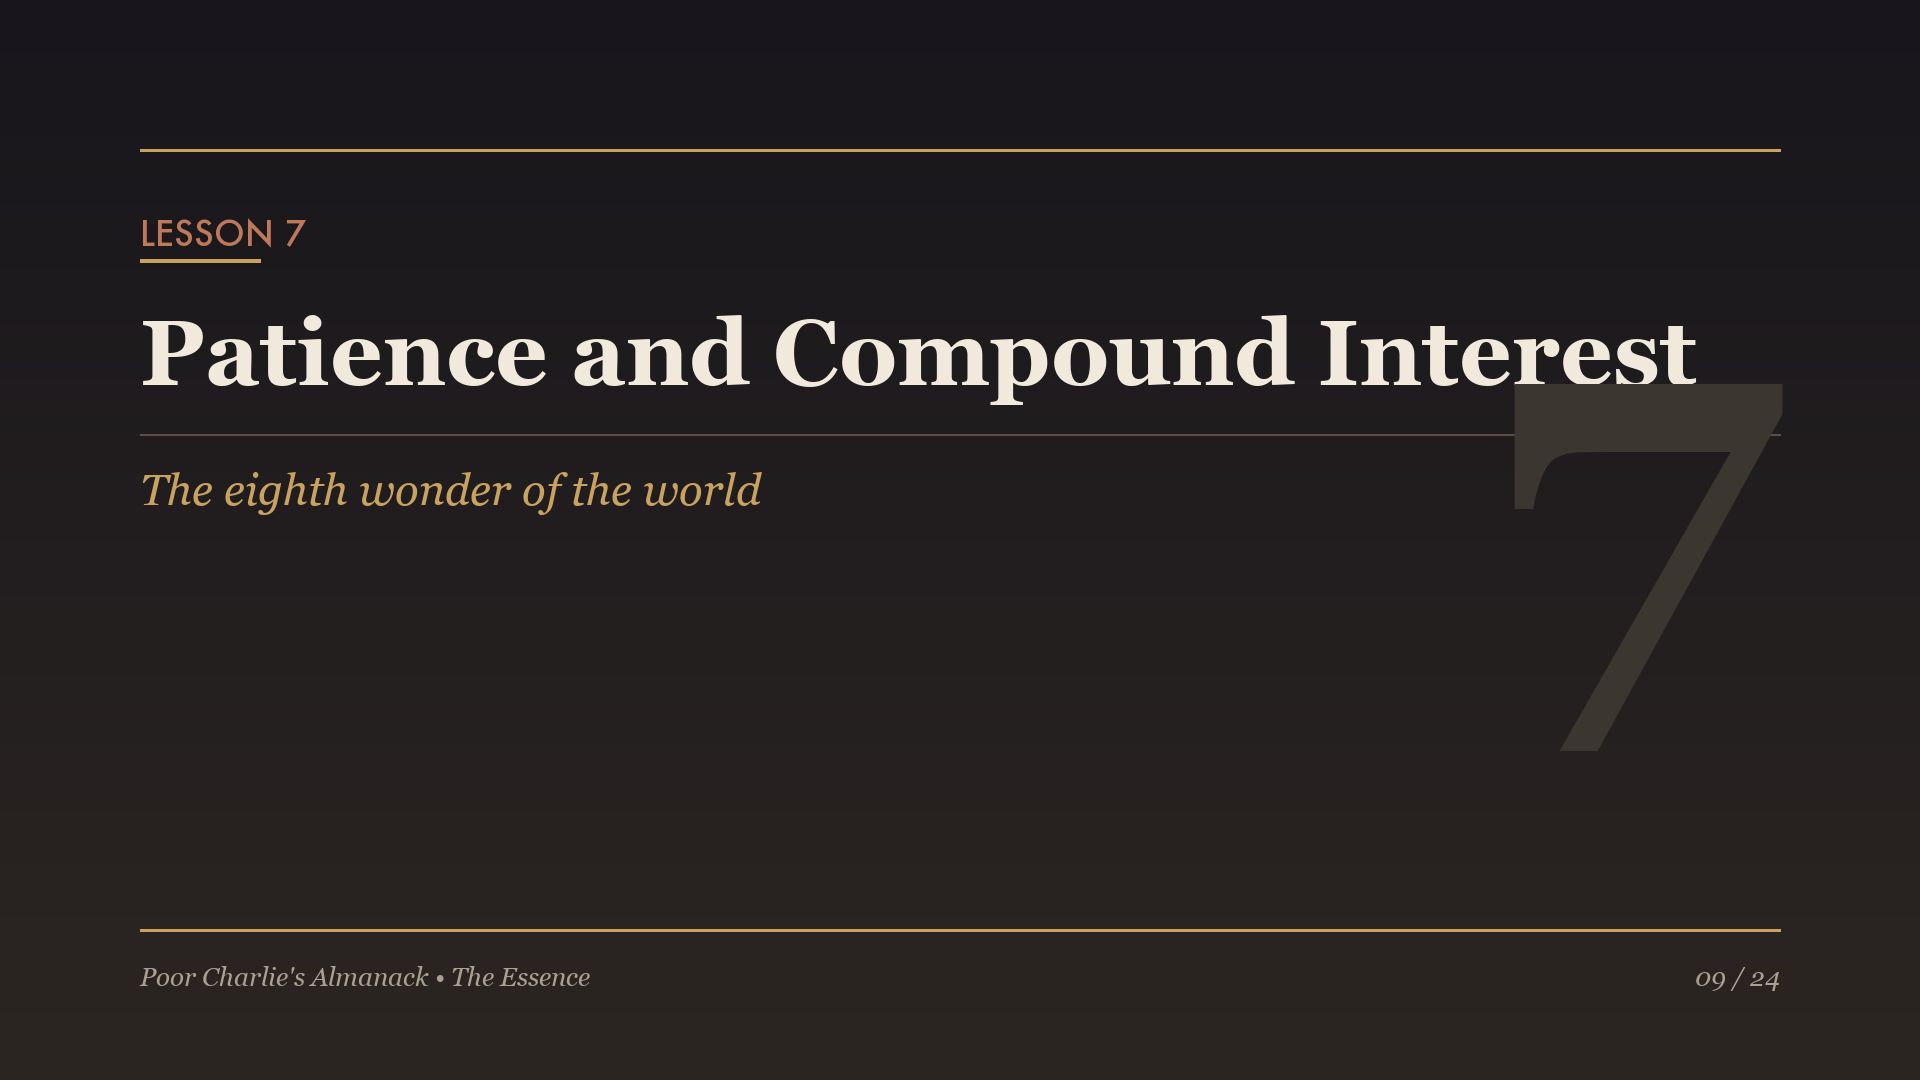 LESSON 7
Patience and Compound Interest
7
The eighth wonder of the world
Poor Charlie's Almanack • The Essence
09 / 24